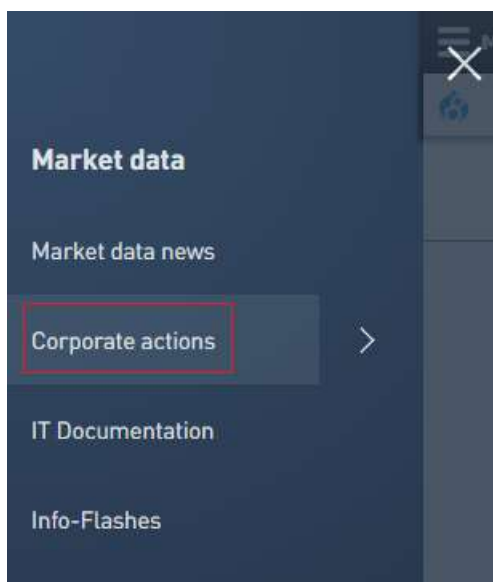 Market data
Market data news
Corporate actions
IT Documentation
Info-Flashes